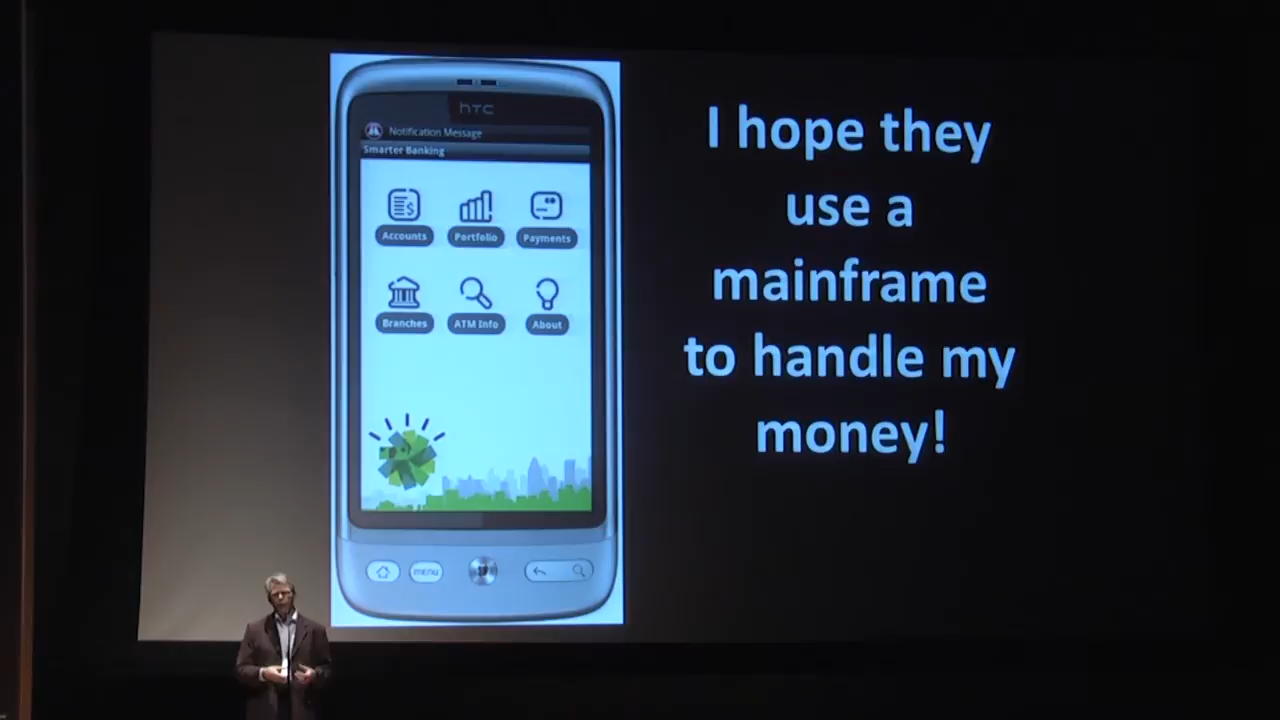 hTC
Notification Message
Smarter Banking
Accounts
Portfolio
Payments
Branches
ATM Info
About
MENU
I hope they
use a
mainframe
to handle my
money!